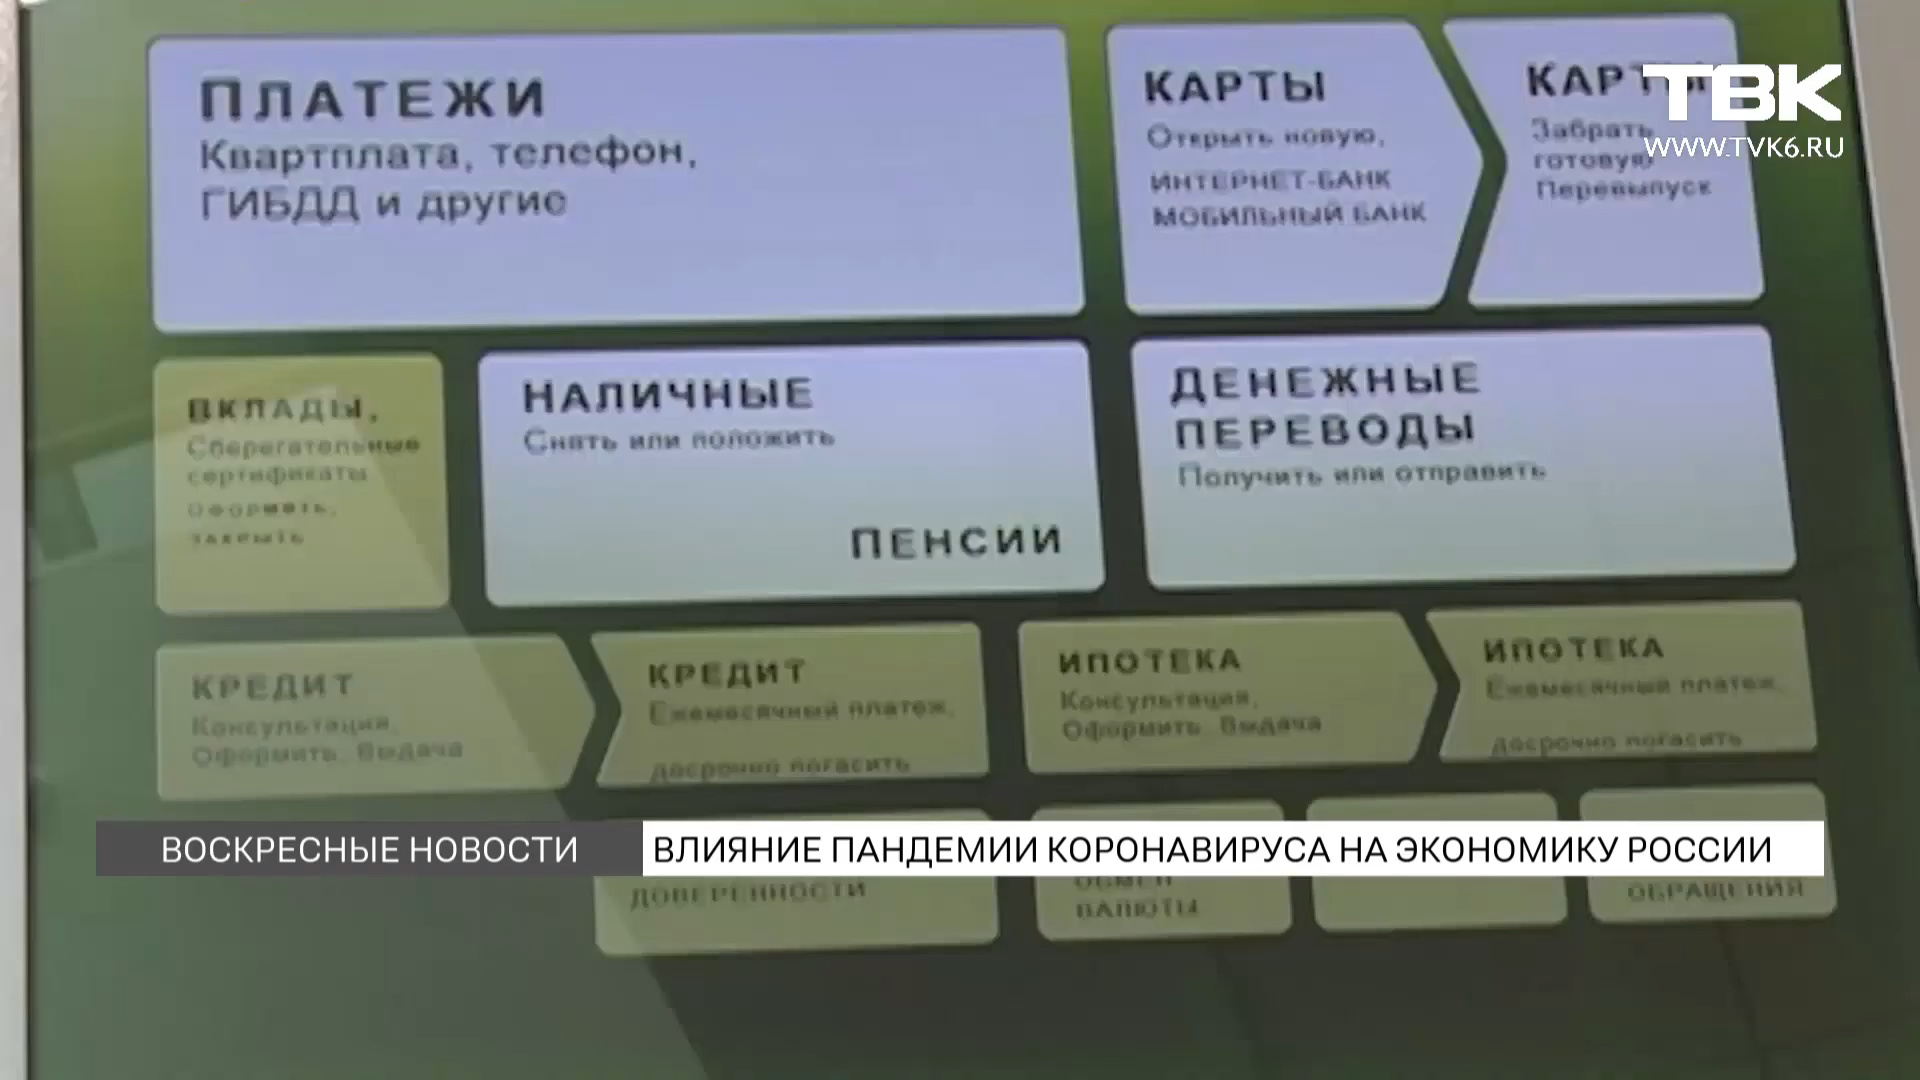 ПЛАТЕЖИ
Квартплата, телефон,
ГИБДД и другие
КАРТЫ
Открыть новую,
ИНТЕРНЕТ-БАНК
МОБИЛЬНЫЙ БАНК
КАРТЫ
Забрать
готовую
Перевыпуск
ТВК
WWW.TVK6.RU
ВКЛАДЫ,
Сберегательные
сертификаты
Оформить,
закрыть
НАЛИЧНЫЕ
Снять или положить
ПЕНСИИ
ДЕНЕЖНЫЕ
ПЕРЕВОДЫ
Получить или отправить
КРЕДИТ
Консультация,
Оформить, Выдача
КРЕДИТ
Ежемесячный платеж,
досрочно погасить
ИПОТЕКА
Консультация,
Оформить, Выдача
ИПОТЕКА
Ежемесячный платеж,
досрочно погасить
ВОСКРЕСНЫЕ НОВОСТИ
ВЛИЯНИЕ ПАНДЕМИИ КОРОНАВИРУСА НА ЭКОНОМИКУ РОССИИ
ДОВЕРЕННОСТИ
ОБМЕН
ВАЛЮТЫ
ОБРАЩЕНИЯ